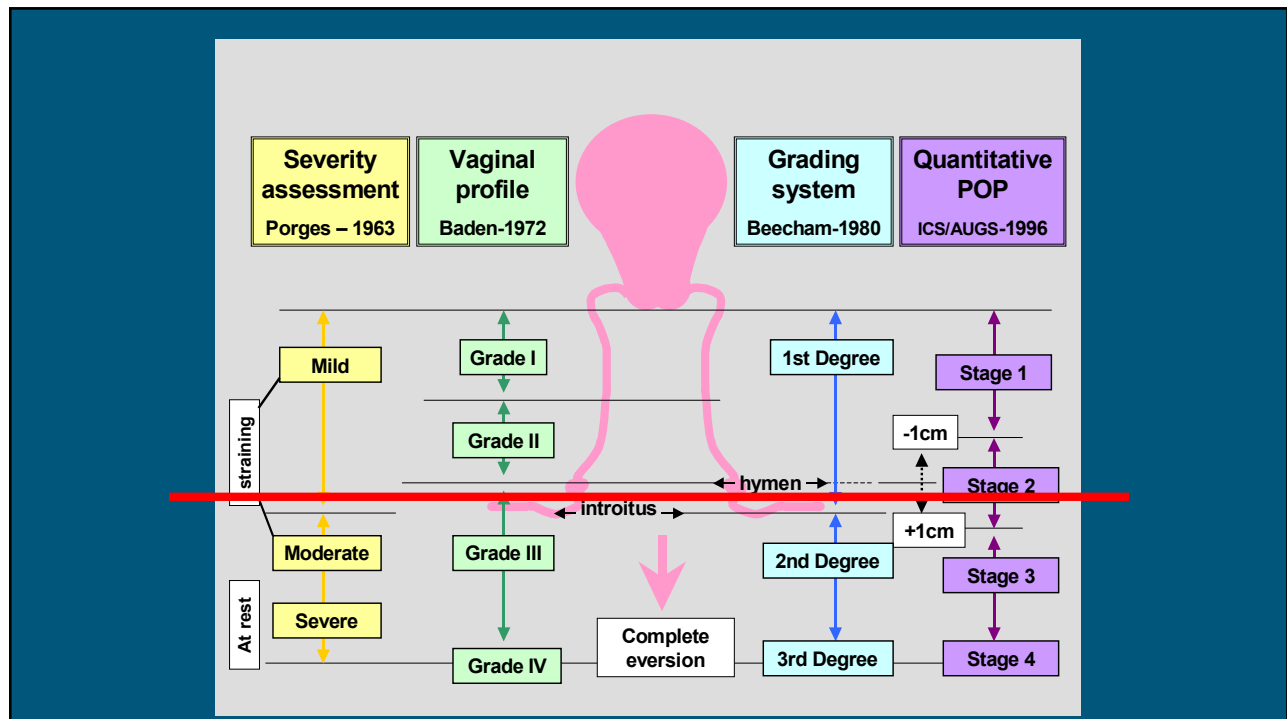 Severity
assessment
Porges – 1963
Vaginal
profile
Baden-1972
Grading
system
Beecham-1980
Quantitative
POP
ICS/AUGS-1996
Mild
Grade I
1st Degree
Stage 1
straining
Grade II
-1cm
hymen
Stage 2
introitus
+1cm
Moderate
Grade III
2nd Degree
Stage 3
At rest
Severe
Complete
eversion
Grade IV
3rd Degree
Stage 4